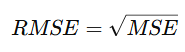 RMSE = √MSE